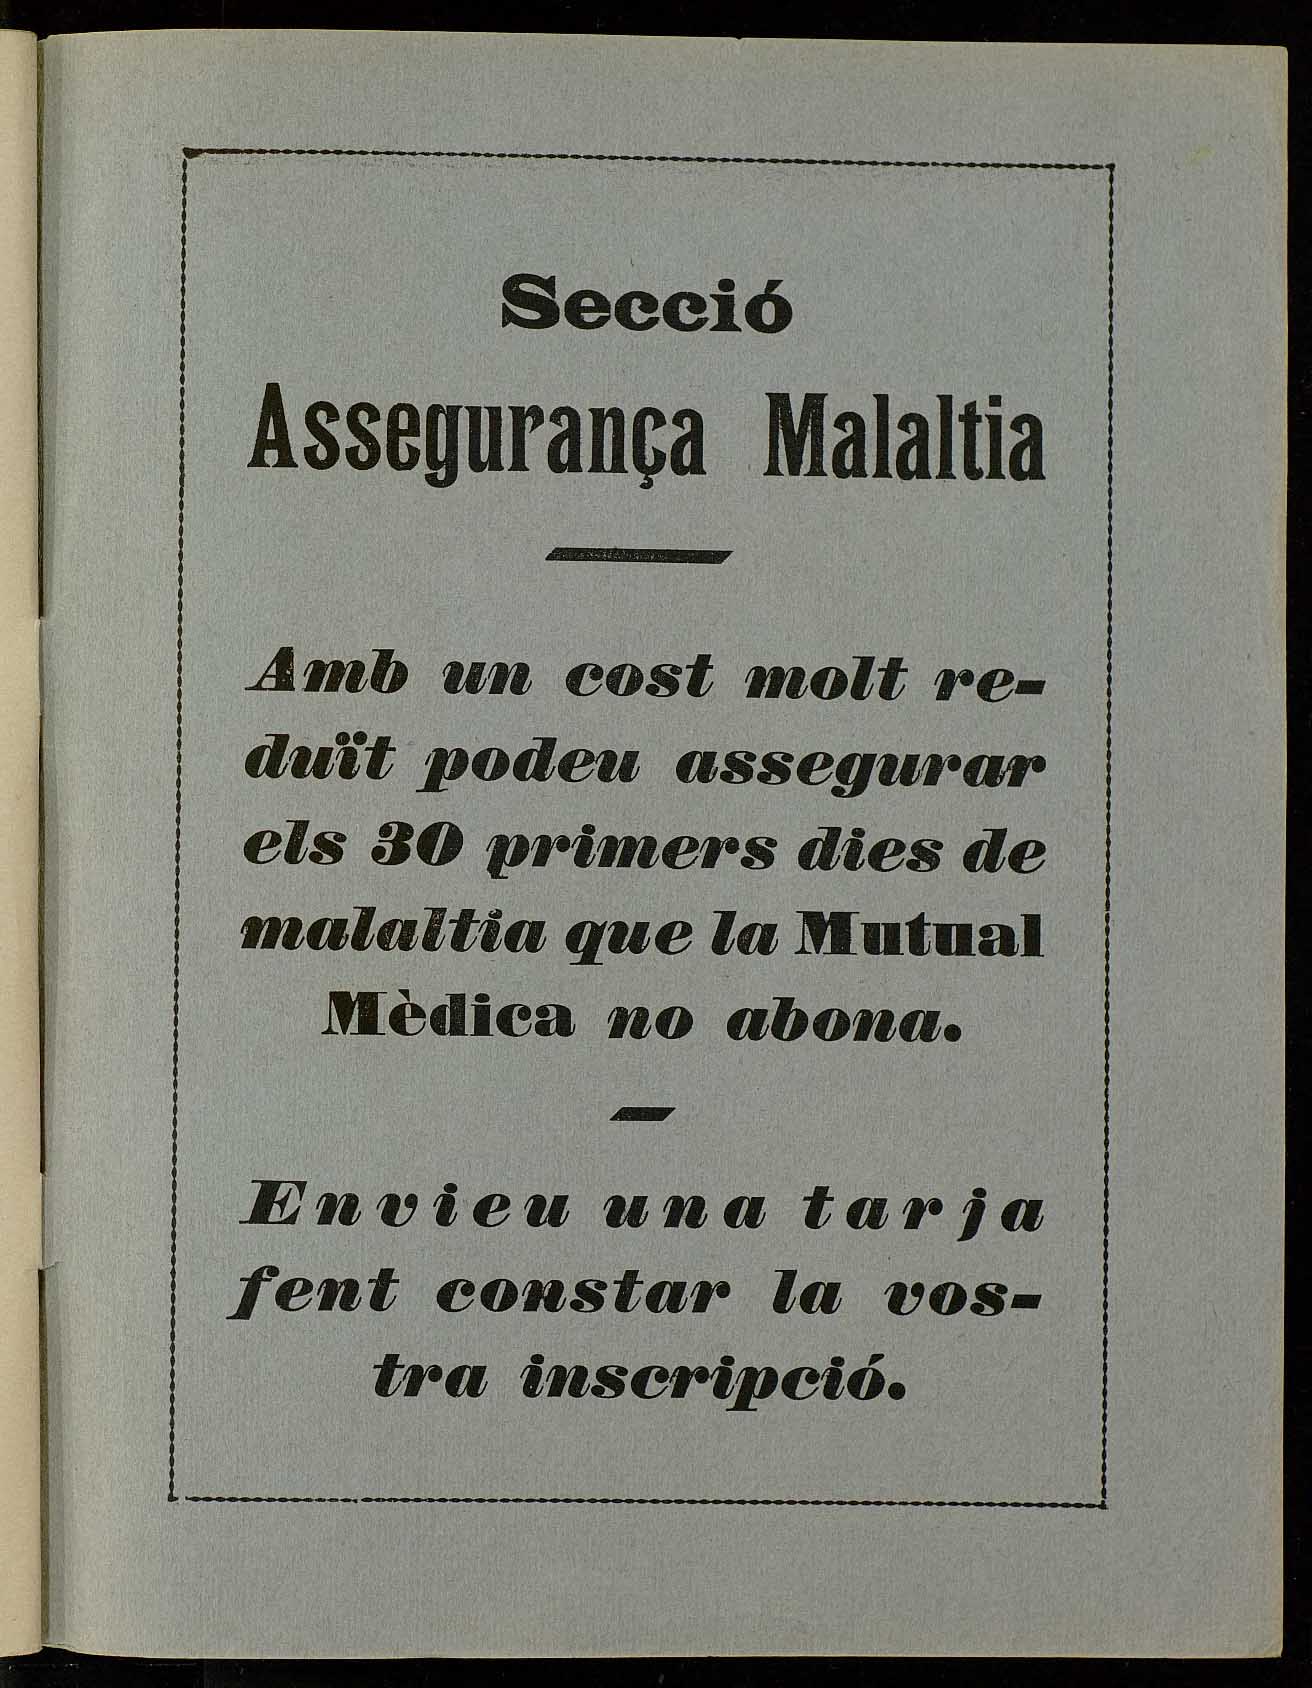 Secció
Assegurança Malaltia
Amb un cost molt re-
duït podeu assegurar
els 30 primers dies de
malaltia que la Mutual
Mèdica no abona.
Envieu una tarja
fent constar la vos-
tra inscripció.